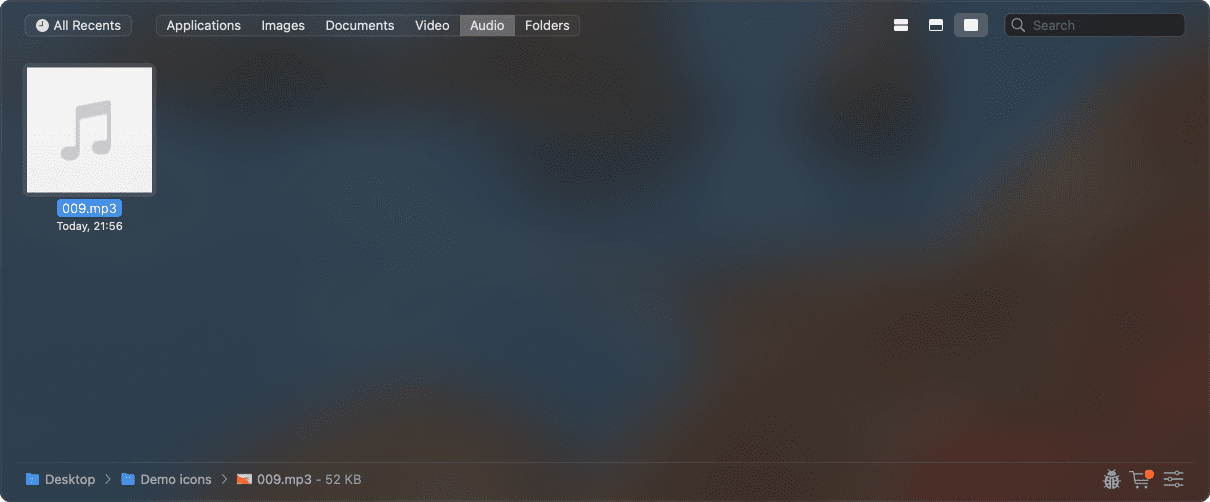 All Recents Applications Images Documents Video Audio Folders Search
009.mp3
Today, 21:56
Desktop Demo icons 009.mp3 - 52 KB